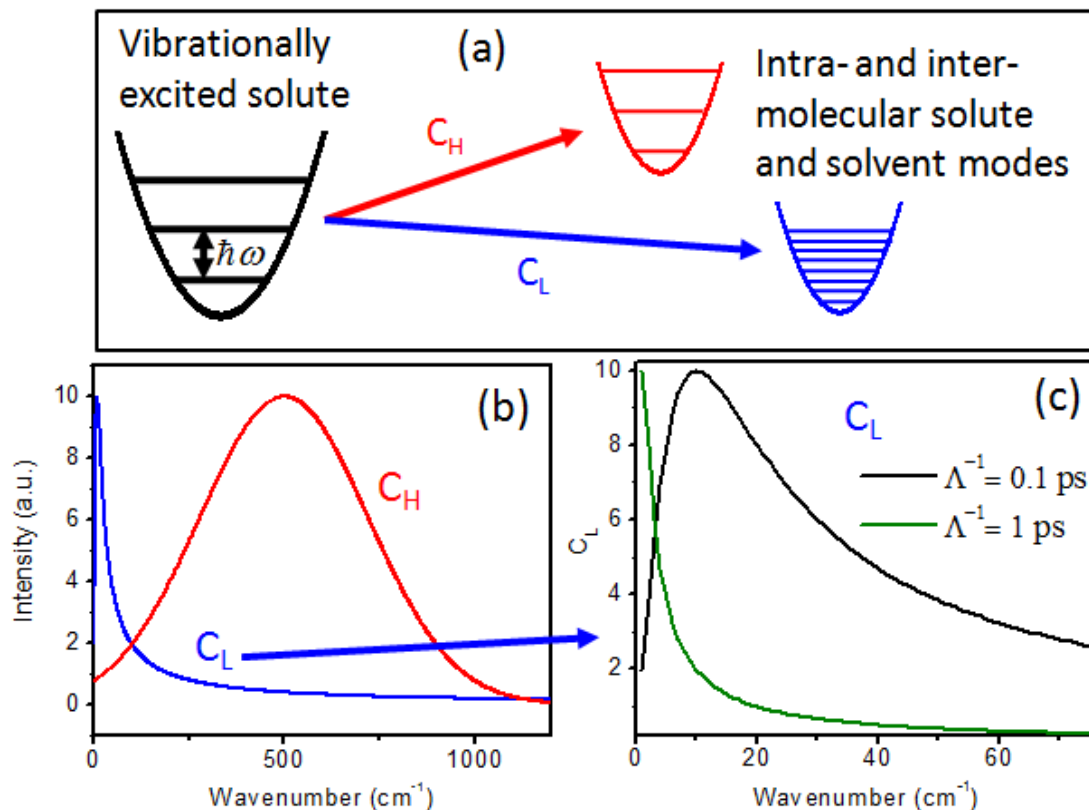 Vibrationally
excited solute
(a)
Intra- and inter-
molecular solute
and solvent modes
C_H
C_L
ħω
(b)
C_H
C_L
10
8
6
4
2
0
Intensity (a.u.)
0
500
1000
Wavenumber (cm⁻¹)
(c)
C_L
Λ⁻¹= 0.1 ps
Λ⁻¹= 1 ps
10
8
6
4
2
C_L
0
20
40
60
Wavenumber (cm⁻¹)